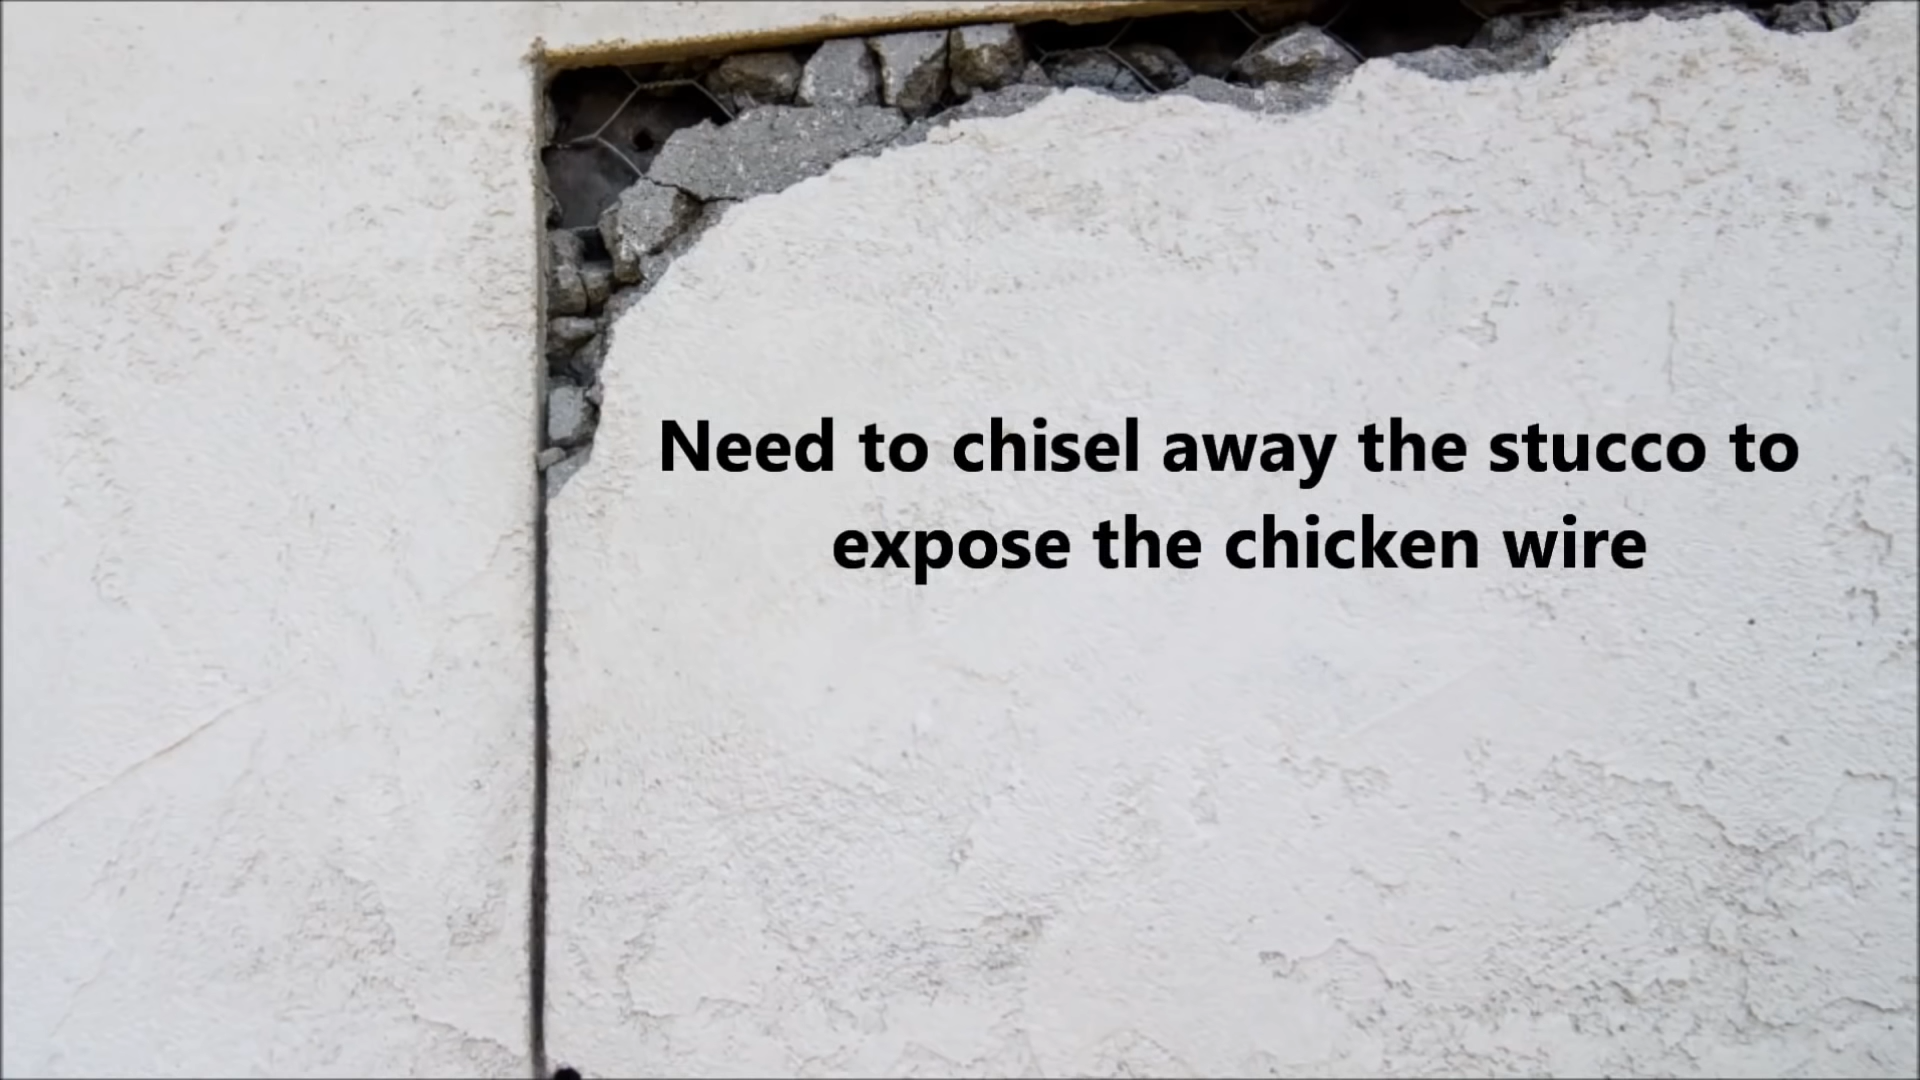 Need to chisel away the stucco to
expose the chicken wire